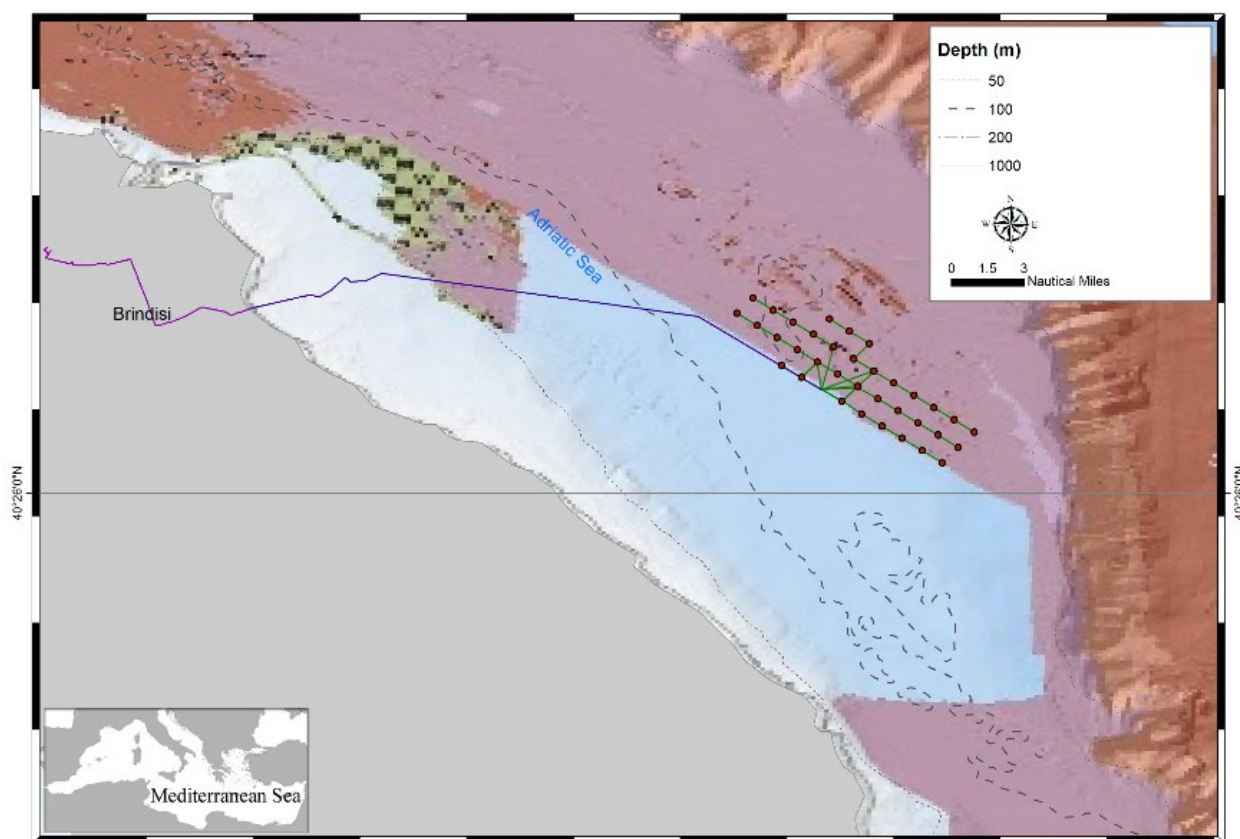 Depth (m)
50
100
200
1000
N
W E
S
0 1.5 3
Nautical Miles
Adriatic Sea
Brindisi
40°26'0"N
40°26'0"N
Mediterranean Sea